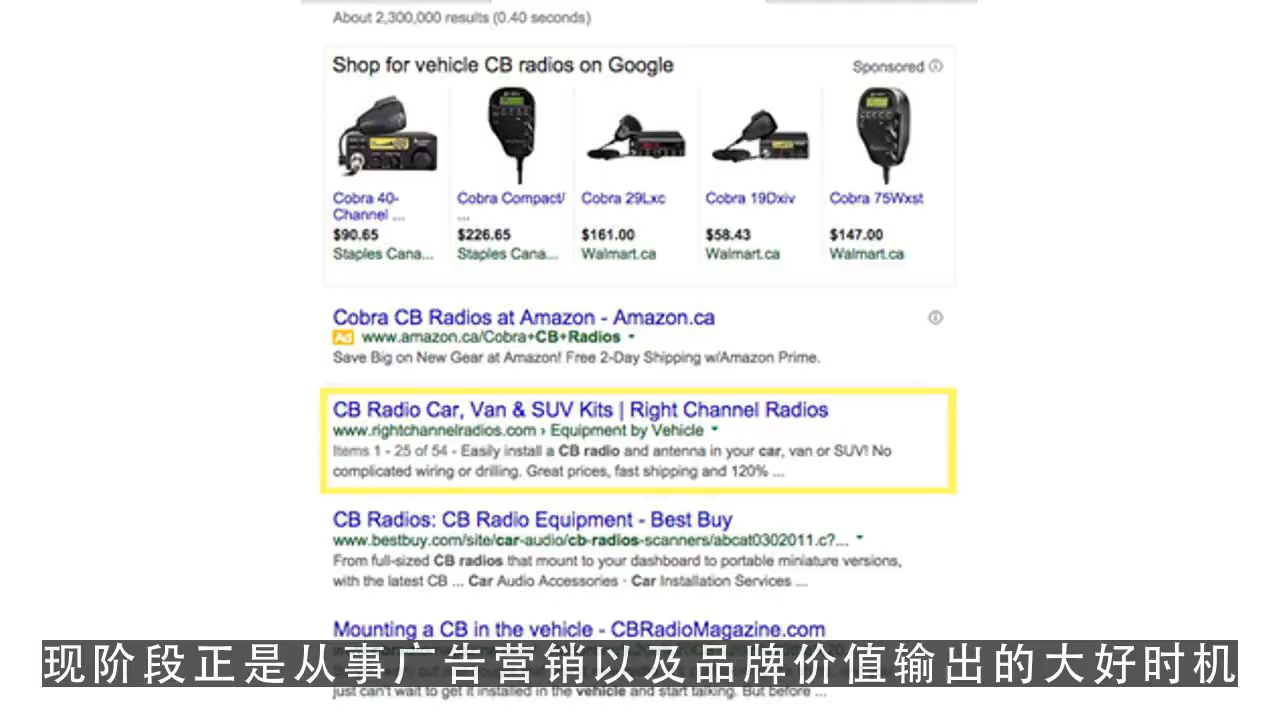 About 2,300,000 results (0.40 seconds)
Shop for vehicle CB radios on Google
Sponsored
Cobra 40-
Channel ...
$90.65
Staples Cana...
Cobra Compact/
...
$226.65
Staples Cana...
Cobra 29Lxc
$161.00
Walmart.ca
Cobra 19Dxiv
$58.43
Walmart.ca
Cobra 75Wxst
$147.00
Walmart.ca
Cobra CB Radios at Amazon - Amazon.ca
Ad www.amazon.ca/Cobra+CB+Radios
Save Big on New Gear at Amazon! Free 2-Day Shipping w/Amazon Prime.
CB Radio Car, Van & SUV Kits | Right Channel Radios
www.rightchannelradios.com › Equipment by Vehicle
Items 1 - 25 of 54 - Easily install a CB radio and antenna in your car, van or SUV! No
complicated wiring or drilling. Great prices, fast shipping and 120% ...
CB Radios: CB Radio Equipment - Best Buy
www.bestbuy.com/site/car-audio/cb-radios-scanners/abcat0302011.c?...
From full-sized CB radios that mount to your dashboard to portable miniature versions,
with the latest CB ... Car Audio Accessories · Car Installation Services ...
Mounting a CB in the vehicle - CBRadioMagazine.com
现阶段正是从事广告营销以及品牌价值输出的大好时机
just can't wait to get it installed in the vehicle and start talking. But before ...